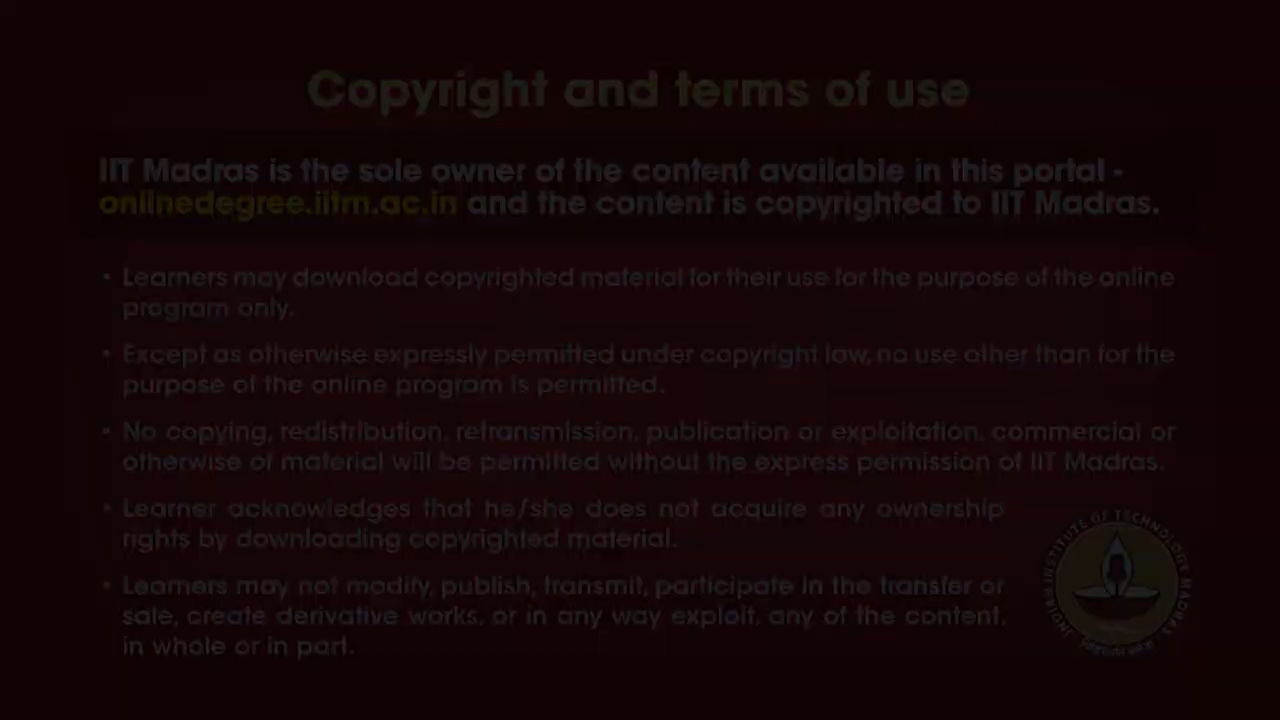 Copyright and terms of use
IIT Madras is the sole owner of the content available in this portal -
onlinedegree.iitm.ac.in and the content is copyrighted to IIT Madras.
• Learners may download copyrighted material for their use for the purpose of the online
program only.
• Except as otherwise expressly permitted under copyright law, no use other than for the
purpose of the online program is permitted.
• No copying, redistribution, retransmission, publication or exploitation, commercial or
otherwise of material will be permitted without the express permission of IIT Madras.
• Learner acknowledges that he/she does not acquire any ownership
rights by downloading copyrighted material.
• Learners may not modify, publish, transmit, participate in the transfer or
sale, create derivative works, or in any way exploit, any of the content,
in whole or in part.
INDIAN INSTITUTE OF TECHNOLOGY MADRAS